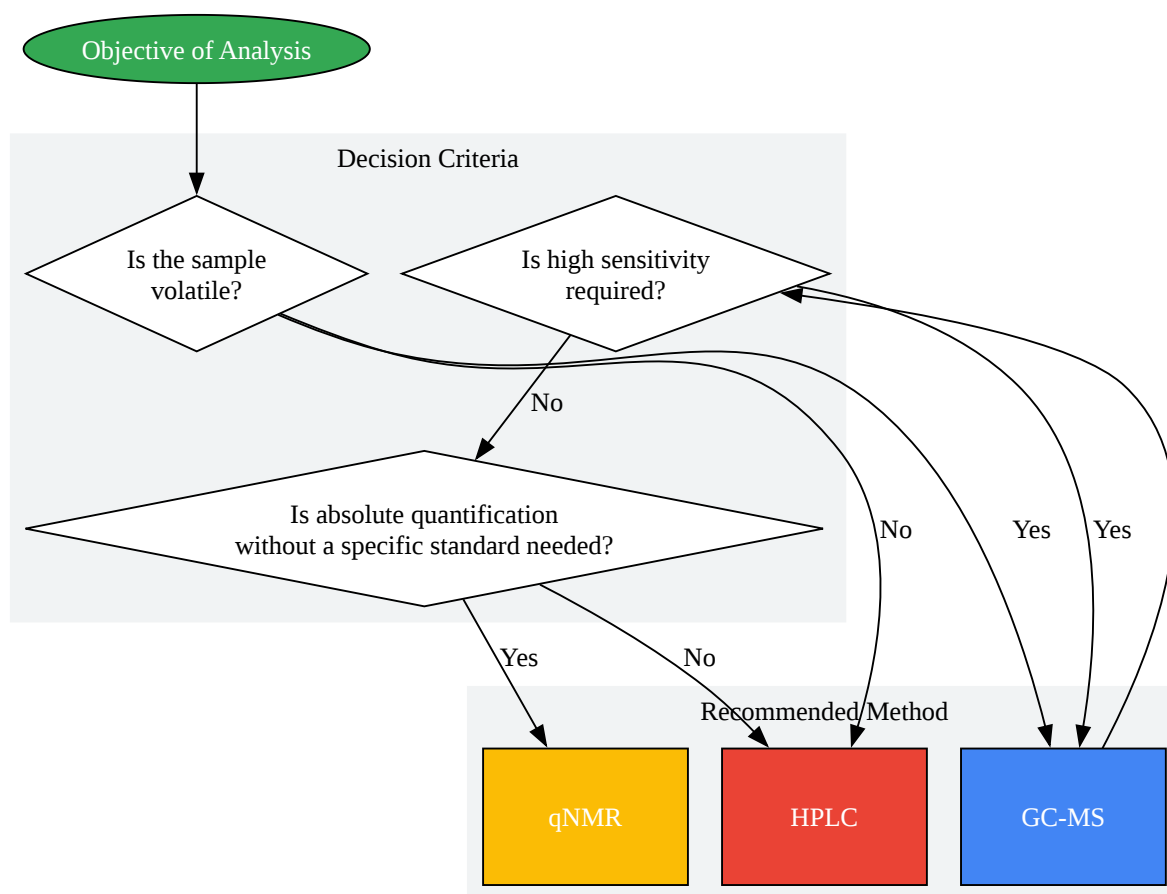 Objective of Analysis
Decision Criteria
Is the sample
volatile?
Is high sensitivity
required?
No
Is absolute quantification
without a specific standard needed?
No
Yes
Yes
Yes
No
Recommended Method
qNMR
HPLC
GC-MS